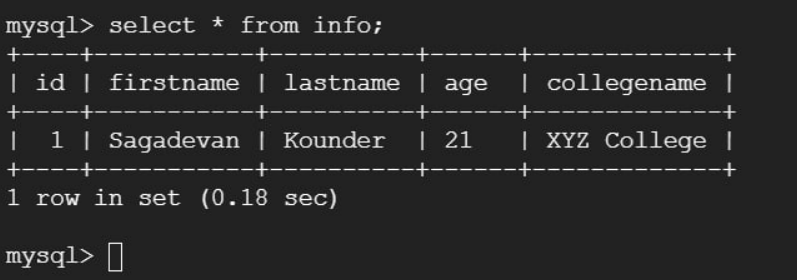 mysql> select * from info;
+----+-----------+----------+------+-------------+
| id | firstname | lastname | age  | collegename |
+----+-----------+----------+------+-------------+
|  1 | Sagadevan | Kounder  | 21   | XYZ College |
+----+-----------+----------+------+-------------+
1 row in set (0.18 sec)
mysql>